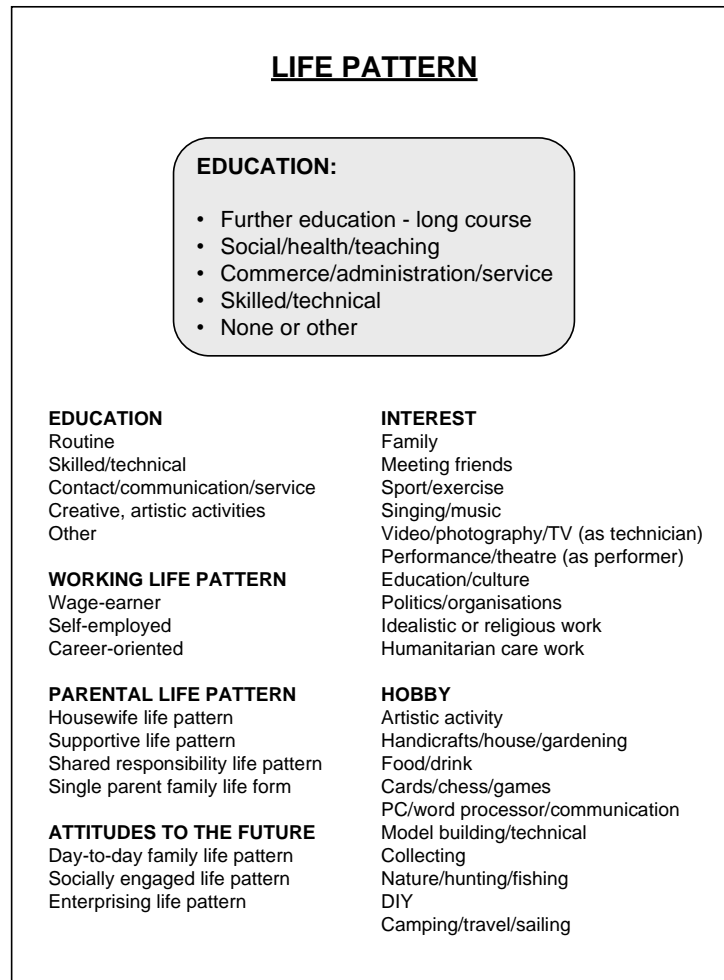 LIFE PATTERN
EDUCATION:
• Further education - long course
• Social/health/teaching
• Commerce/administration/service
• Skilled/technical
• None or other
EDUCATION
Routine
Skilled/technical
Contact/communication/service
Creative, artistic activities
Other
WORKING LIFE PATTERN
Wage-earner
Self-employed
Career-oriented
PARENTAL LIFE PATTERN
Housewife life pattern
Supportive life pattern
Shared responsibility life pattern
Single parent family life form
ATTITUDES TO THE FUTURE
Day-to-day family life pattern
Socially engaged life pattern
Enterprising life pattern
INTEREST
Family
Meeting friends
Sport/exercise
Singing/music
Video/photography/TV (as technician)
Performance/theatre (as performer)
Education/culture
Politics/organisations
Idealistic or religious work
Humanitarian care work
HOBBY
Artistic activity
Handicrafts/house/gardening
Food/drink
Cards/chess/games
PC/word processor/communication
Model building/technical
Collecting
Nature/hunting/fishing
DIY
Camping/travel/sailing